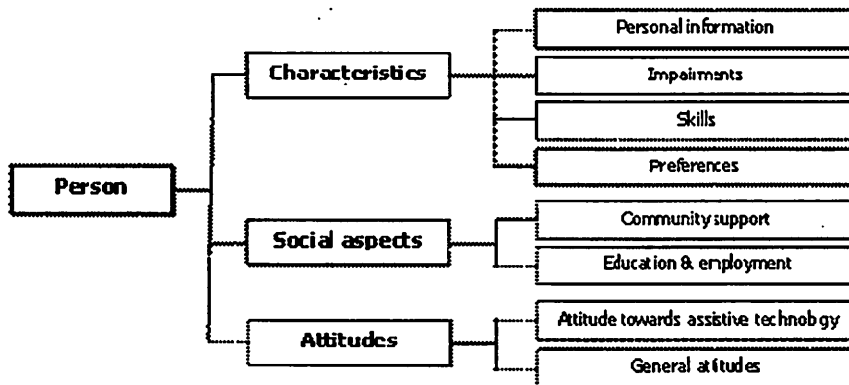 Personal information
Characteristics
Impairments
Skills
Preferences
Person
Social aspects
Community support
Education & employment
Attitudes
Attitude towards assistive technology
General attitudes